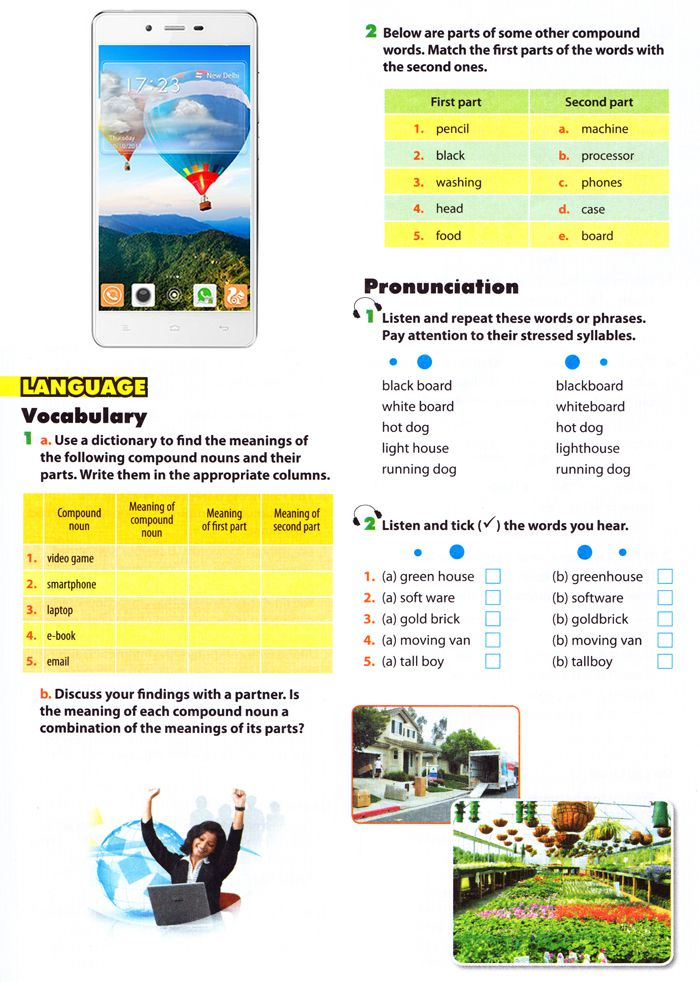 17:23
New Delhi
Thursday
LANGUAGE
Vocabulary
1 a. Use a dictionary to find the meanings of
the following compound nouns and their
parts. Write them in the appropriate columns.
Compound noun | Meaning of compound noun | Meaning of first part | Meaning of second part
1. video game
2. smartphone
3. laptop
4. e-book
5. email
b. Discuss your findings with a partner. Is
the meaning of each compound noun a
combination of the meanings of its parts?
2 Below are parts of some other compound
words. Match the first parts of the words with
the second ones.
First part | Second part
1. pencil | a. machine
2. black | b. processor
3. washing | c. phones
4. head | d. case
5. food | e. board
Pronunciation
1 Listen and repeat these words or phrases.
Pay attention to their stressed syllables.
black board | blackboard
white board | whiteboard
hot dog | hot dog
light house | lighthouse
running dog | running dog
2 Listen and tick (✓) the words you hear.
1. (a) green house | (b) greenhouse
2. (a) soft ware | (b) software
3. (a) gold brick | (b) goldbrick
4. (a) moving van | (b) moving van
5. (a) tall boy | (b) tallboy